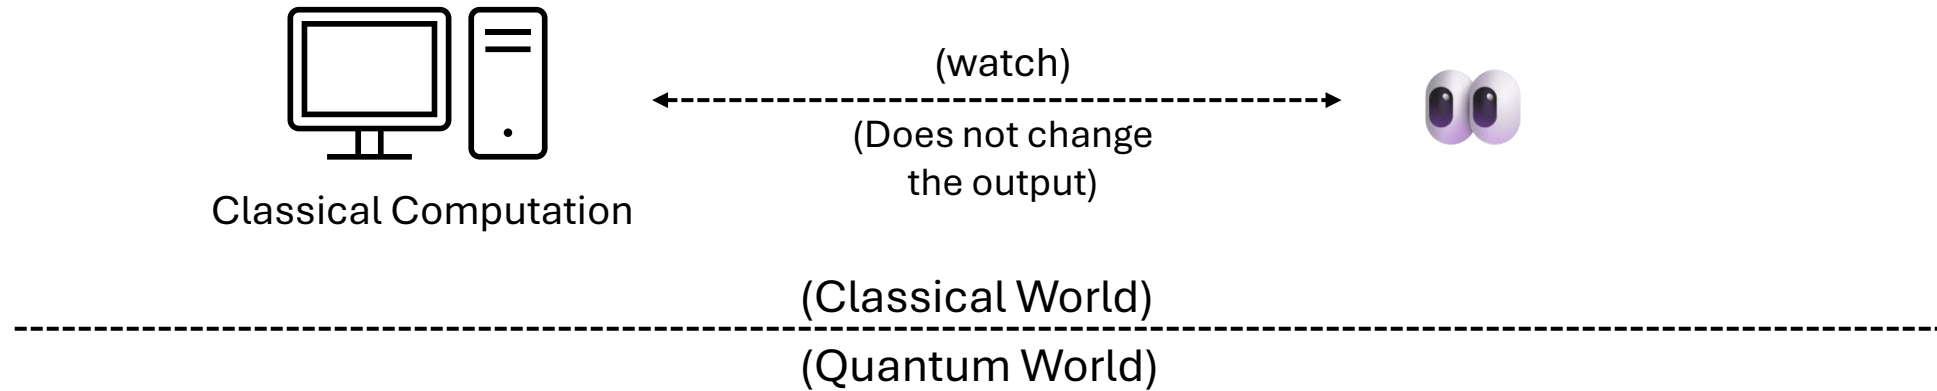 (watch)
(Does not change
the output)
Classical Computation
(Classical World)
(Quantum World)